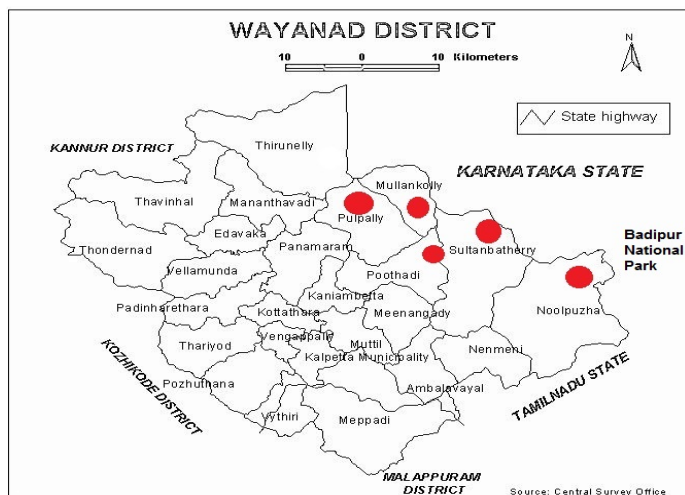 WAYANAD DISTRICT
10 0 10 Kilometers
N
State highway
KANNUR DISTRICT
KARNATAKA STATE
Thirunelly
Mullankolly
Thavinhal
Mananthavadi
Pulpally
Edavaka
Panamaram
Sultanbatherry
Badipur
National
Park
Thondernad
Vellamunda
Poothadi
Kaniambetta
Padinharethara
Kottathara
Meenangady
Noolpuzha
Vengappally
Muttil
Thariyod
Kalpetta Municipality
Nenmeni
Pozhuthana
Ambalavayal
KOZHIKODE DISTRICT
TAMILNADU STATE
Vythiri
Meppadi
MALAPPURAM
DISTRICT
Source: Central Survey Office